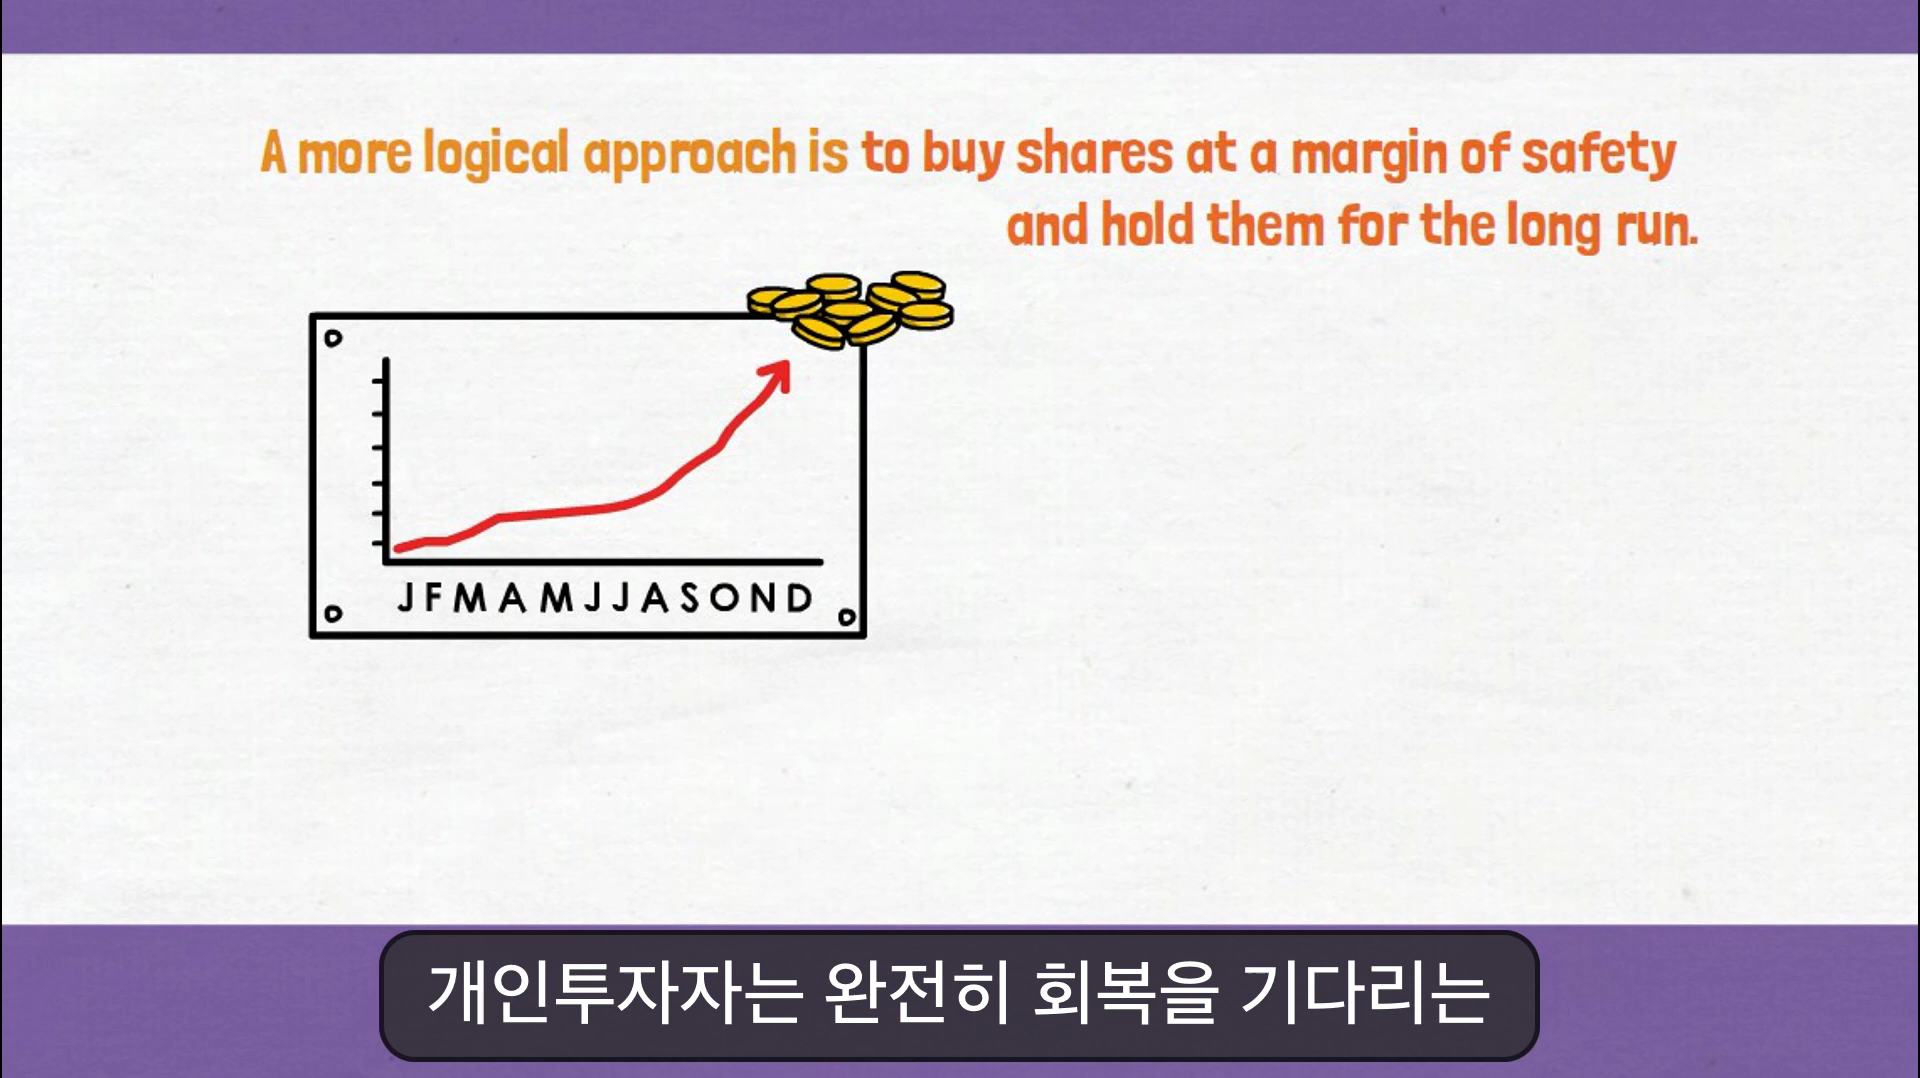 A more logical approach is to buy shares at a margin of safety
and hold them for the long run.
J F M A M J J A S O N D
개인투자자는 완전히 회복을 기다리는